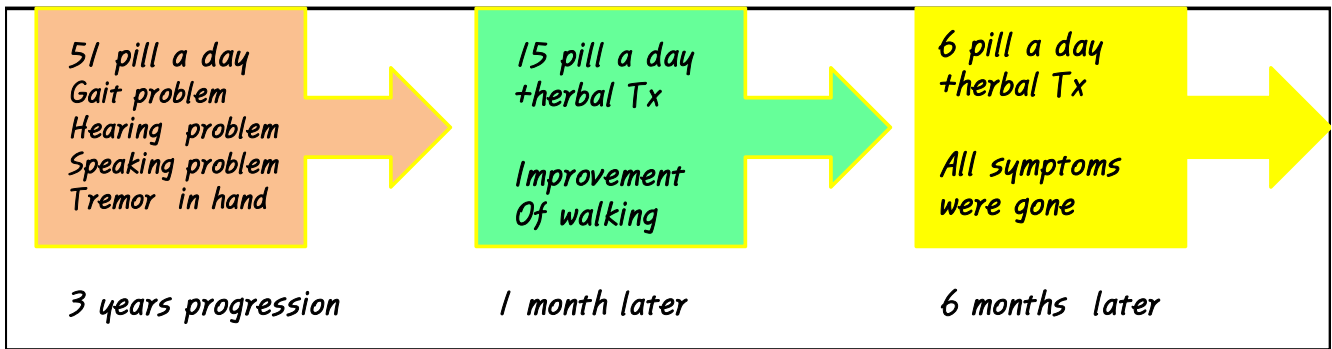 51 pill a day
Gait problem
Hearing problem
Speaking problem
Tremor in hand
3 years progression
15 pill a day
+herbal Tx
Improvement
Of walking
1 month later
6 pill a day
+herbal Tx
All symptoms
were gone
6 months later